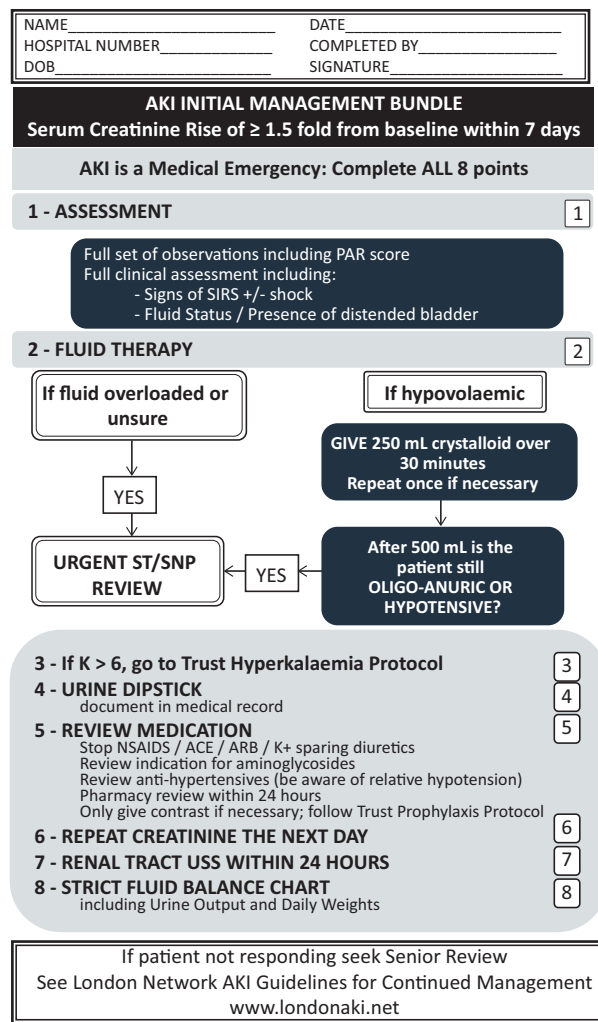 NAME_______________________ DATE________________________
HOSPITAL NUMBER____________ COMPLETED BY_______________
DOB________________________ SIGNATURE___________________
AKI INITIAL MANAGEMENT BUNDLE
Serum Creatinine Rise of ≥ 1.5 fold from baseline within 7 days
AKI is a Medical Emergency: Complete ALL 8 points
1 - ASSESSMENT 1
Full set of observations including PAR score
Full clinical assessment including:
- Signs of SIRS +/- shock
- Fluid Status / Presence of distended bladder
2 - FLUID THERAPY 2
If fluid overloaded or
unsure
YES
URGENT ST/SNP
REVIEW
If hypovolaemic
GIVE 250 mL crystalloid over
30 minutes
Repeat once if necessary
After 500 mL is the
patient still
OLIGO-ANURIC OR
HYPOTENSIVE?
YES
3 - If K > 6, go to Trust Hyperkalaemia Protocol 3
4 - URINE DIPSTICK 4
document in medical record
5 - REVIEW MEDICATION 5
Stop NSAIDS / ACE / ARB / K+ sparing diuretics
Review indication for aminoglycosides
Review anti-hypertensives (be aware of relative hypotension)
Pharmacy review within 24 hours
Only give contrast if necessary; follow Trust Prophylaxis Protocol
6 - REPEAT CREATININE THE NEXT DAY 6
7 - RENAL TRACT USS WITHIN 24 HOURS 7
8 - STRICT FLUID BALANCE CHART 8
including Urine Output and Daily Weights
If patient not responding seek Senior Review
See London Network AKI Guidelines for Continued Management
www.londonaki.net